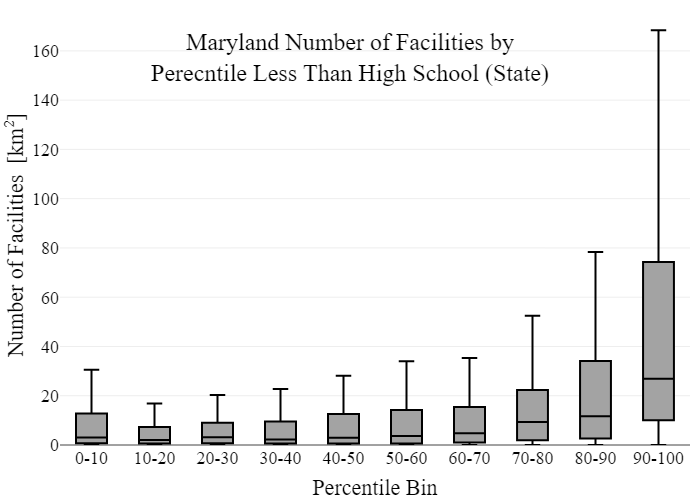 Maryland Number of Facilities by
Perecntile Less Than High School (State)
Number of Facilities [km²]
160
140
120
100
80
60
40
20
0
0-10 10-20 20-30 30-40 40-50 50-60 60-70 70-80 80-90 90-100
Percentile Bin